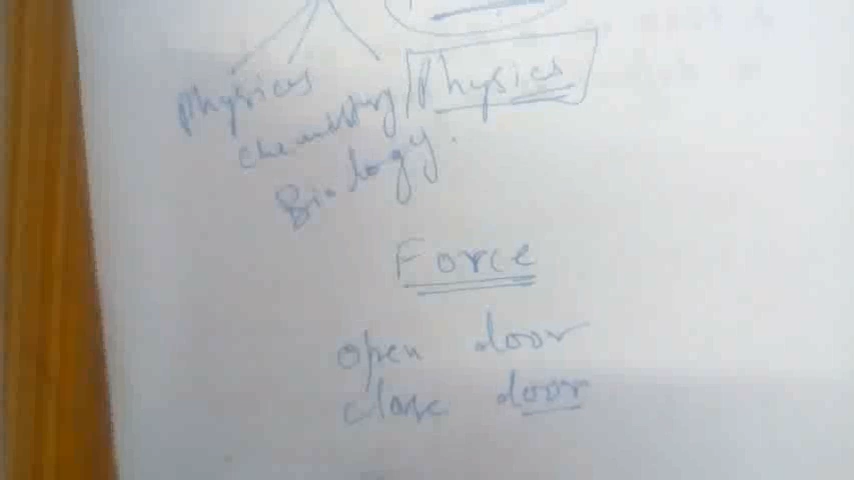 Physics
chemistry
Physics
Biology.
Force
open door
close door